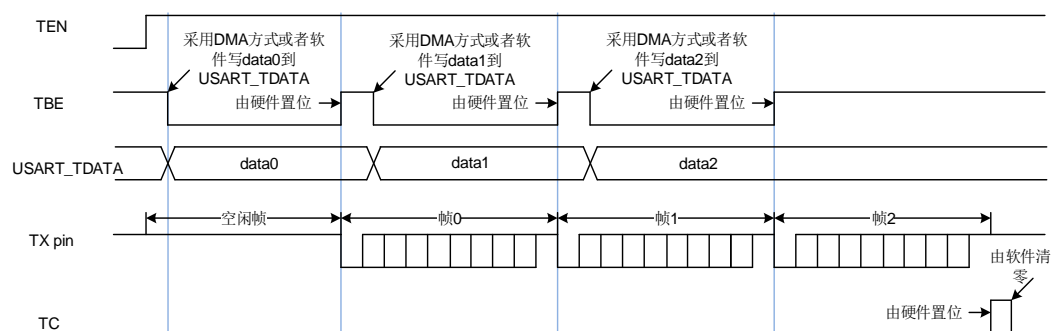 TEN
采用DMA方式或者软
件写data0到
USART_TDATA
采用DMA方式或者软
件写data1到
USART_TDATA
采用DMA方式或者软
件写data2到
USART_TDATA
TBE
由硬件置位
由硬件置位
由硬件置位
USART_TDATA
data0
data1
data2
空闲帧
帧0
帧1
帧2
TX pin
由软件清
零
由硬件置位
TC